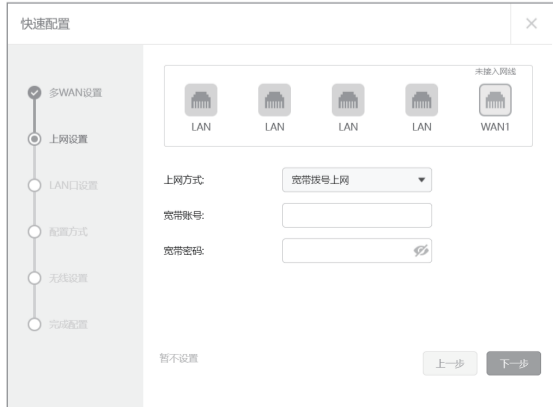 快速配置
多WAN设置
上网设置
LAN口设置
配置方式
无线设置
完成配置
未接入网线
LAN LAN LAN LAN WAN1
上网方式: 宽带拨号上网
宽带账号:
宽带密码:
暂不设置 上一步 下一步